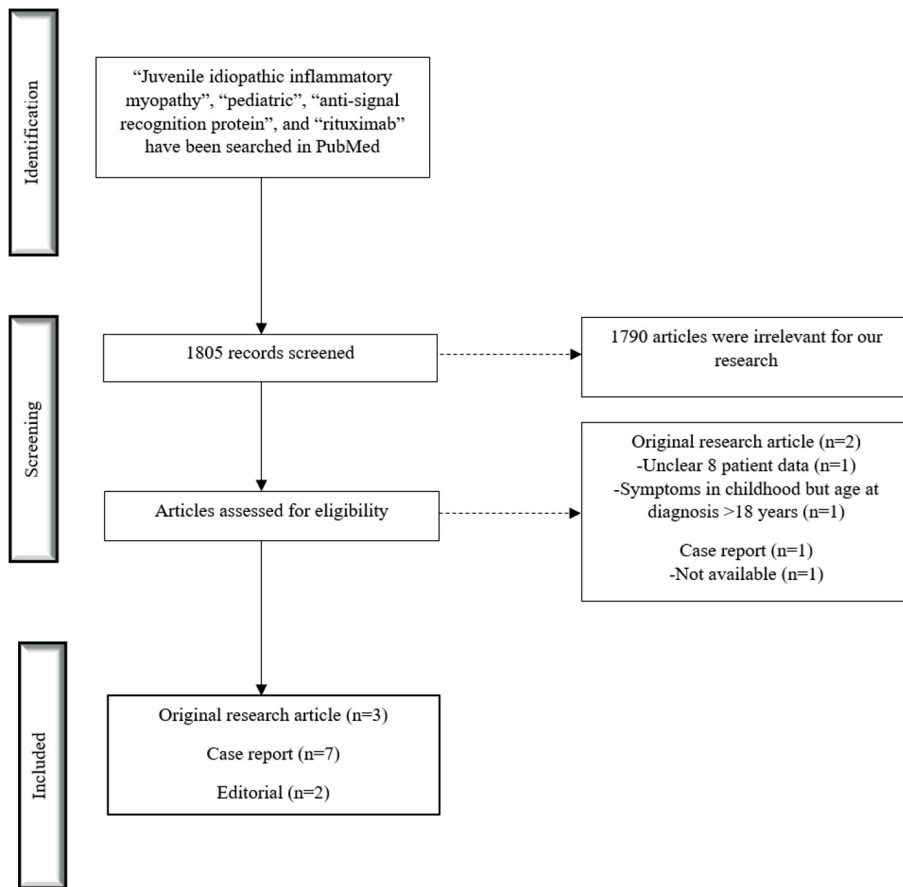 Identification
“Juvenile idiopathic inflammatory
myopathy”, “pediatric”, “anti-signal
recognition protein”, and “rituximab”
have been searched in PubMed
Screening
1805 records screened
1790 articles were irrelevant for our
research
Articles assessed for eligibility
Original research article (n=2)
-Unclear 8 patient data (n=1)
-Symptoms in childhood but age at
diagnosis >18 years (n=1)
Case report (n=1)
-Not available (n=1)
Included
Original research article (n=3)
Case report (n=7)
Editorial (n=2)